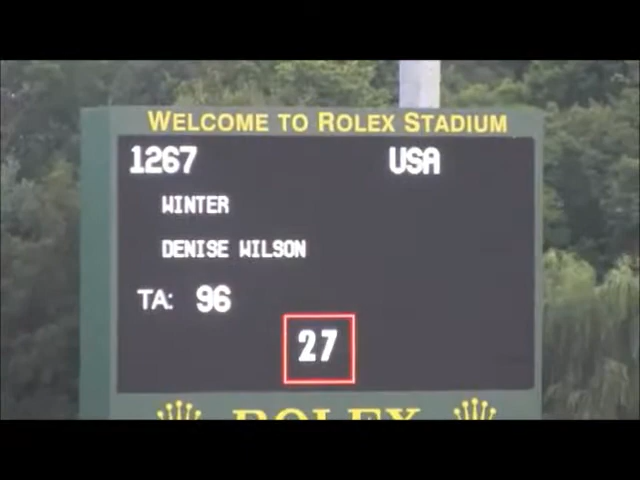 WELCOME TO ROLEX STADIUM
1267 USA
WINTER
DENISE WILSON
TA: 96
27
ROLEX